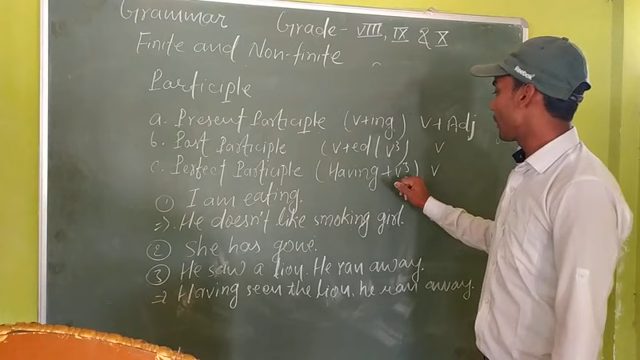 Grammar Grade- VIII, IX & X
Finite and Non-finite
Participle
a. Present Participle (V+ing) V + Adj
b. Past Participle (V+ed/V³) V
c. Perfect Participle (Having+V³) V
① I am eating.
⇒ He doesn't like smoking girl.
② She has gone.
③ He saw a lion. He ran away.
⇒ Having seen the lion, he ran away.
Reebok